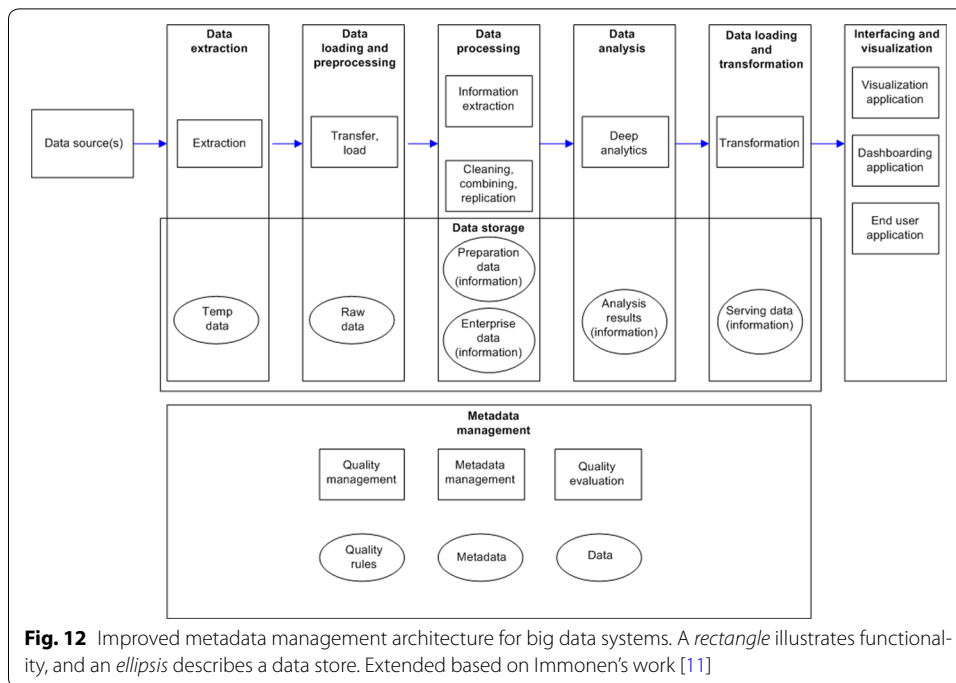 Data
extraction
Data
loading and
preprocessing
Data
processing
Data
analysis
Data loading
and
transformation
Interfacing and
visualization
Data source(s)
Extraction
Transfer,
load
Information
extraction
Cleaning,
combining,
replication
Deep
analytics
Transformation
Visualization
application
Dashboarding
application
End user
application
Data storage
Temp
data
Raw
data
Preparation
data
(information)
Enterprise
data
(information)
Analysis
results
(information)
Serving data
(information)
Metadata
management
Quality
management
Metadata
management
Quality
evaluation
Quality
rules
Metadata
Data
Fig. 12 Improved metadata management architecture for big data systems. A rectangle illustrates functional-
ity, and an ellipsis describes a data store. Extended based on Immonen's work [11]